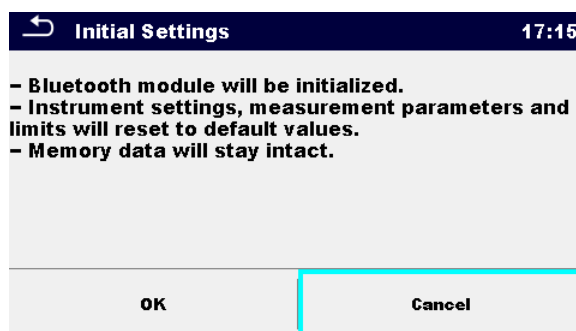 Initial Settings 17:15
– Bluetooth module will be initialized.
– Instrument settings, measurement parameters and
limits will reset to default values.
– Memory data will stay intact.
OK Cancel